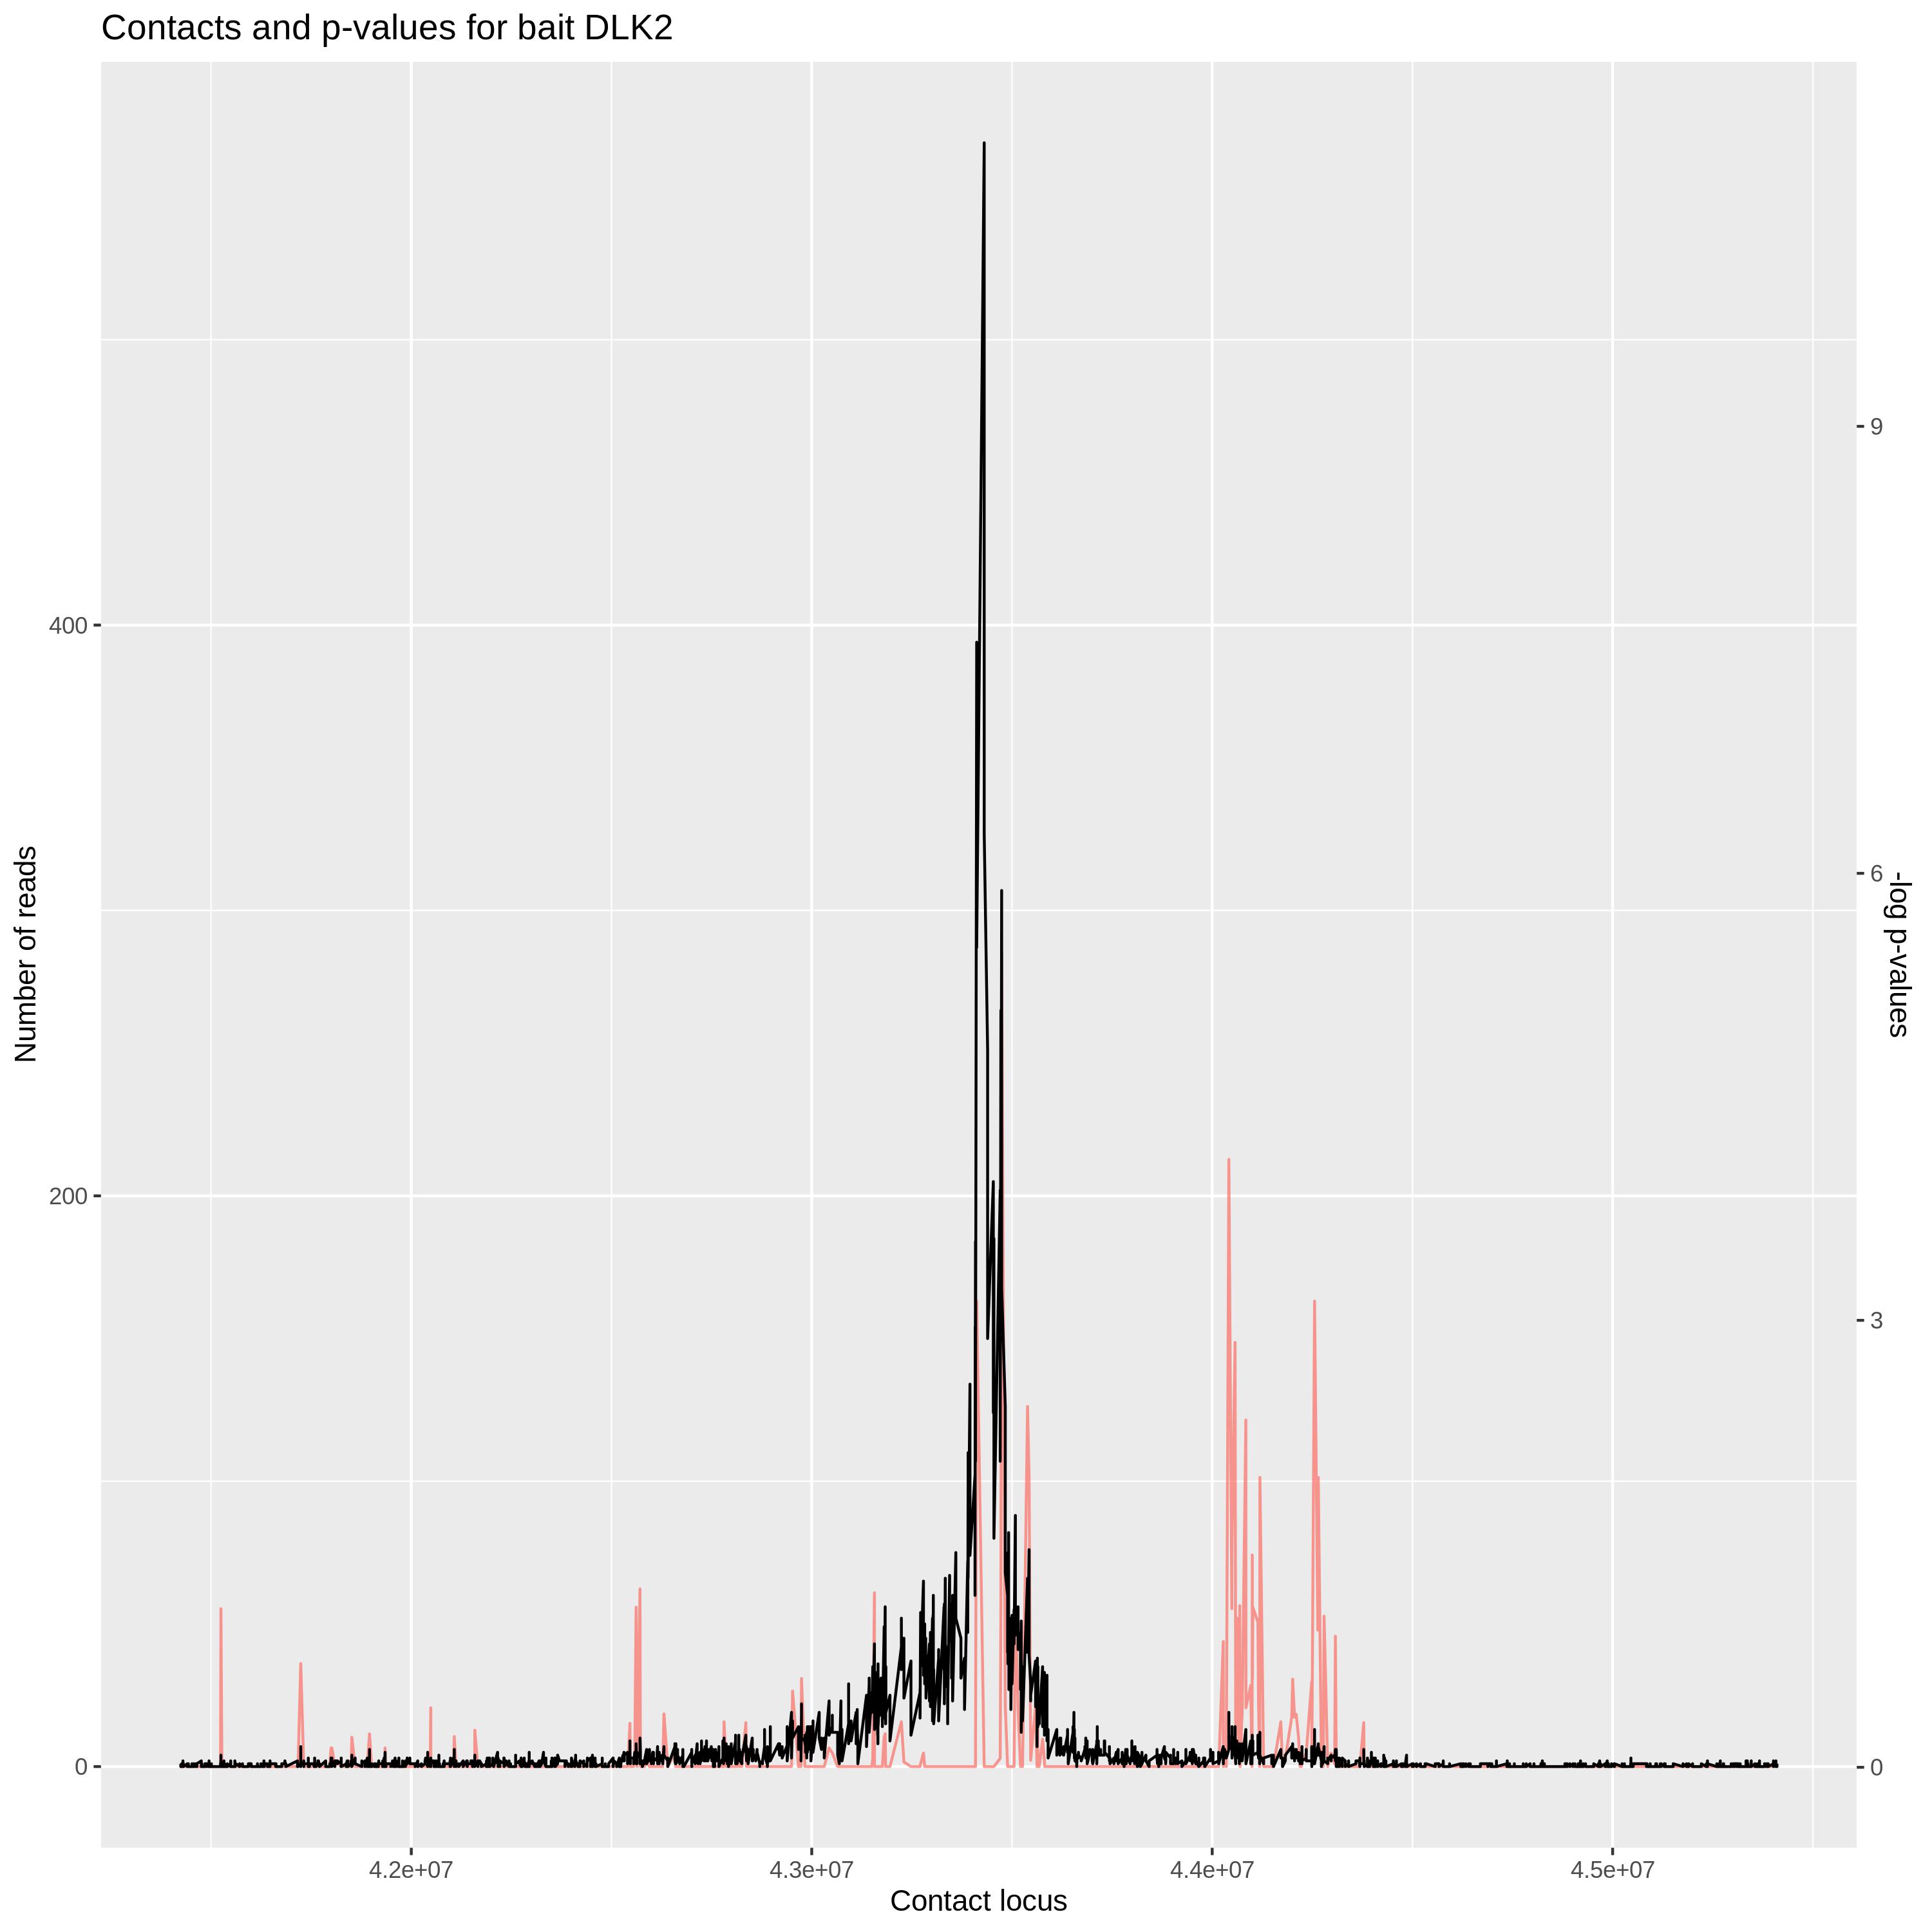 Contacts and p-values for bait DLK2
Number of reads
400
200
0
9
6
3
0
-log p-values
4.2e+07 4.3e+07 4.4e+07 4.5e+07
Contact locus